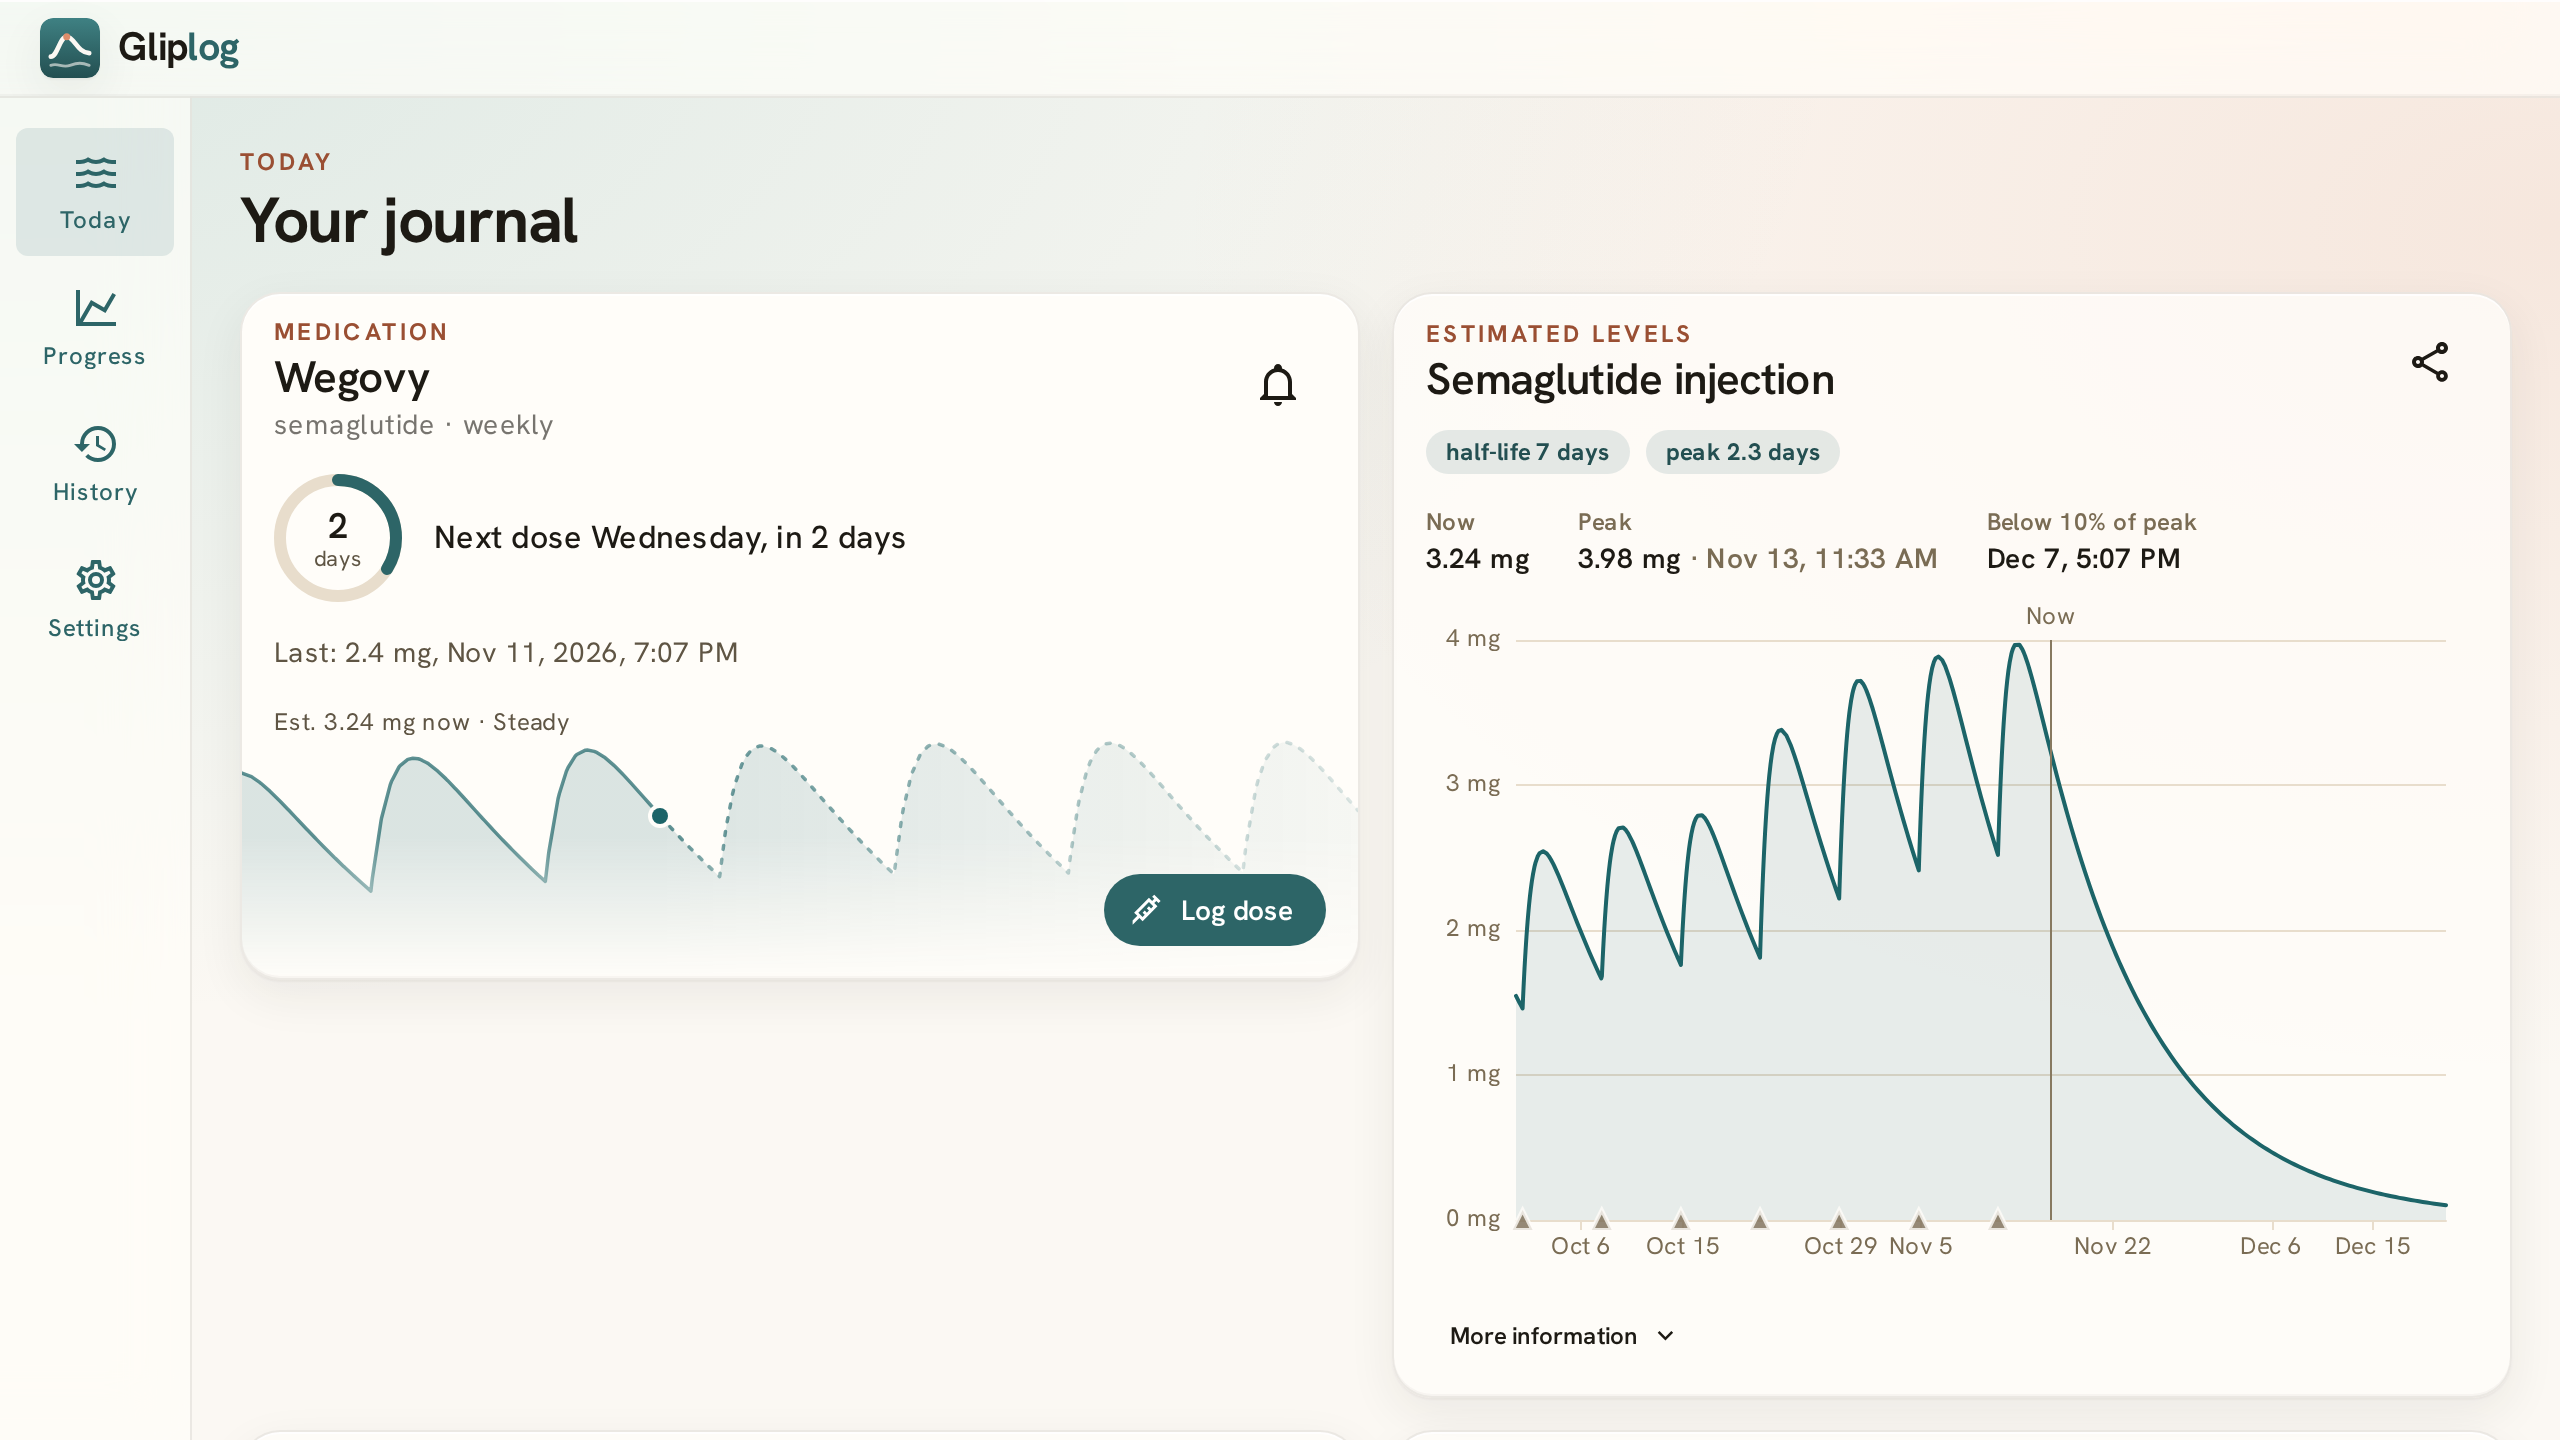 Gliplog
Today
Progress
History
Settings
TODAY
Your journal
MEDICATION
Wegovy
semaglutide · weekly
2
days
Next dose Wednesday, in 2 days
Last: 2.4 mg, Nov 11, 2026, 7:07 PM
Est. 3.24 mg now · Steady
Log dose
ESTIMATED LEVELS
Semaglutide injection
half-life 7 days
peak 2.3 days
Now
3.24 mg
Peak
3.98 mg · Nov 13, 11:33 AM
Below 10% of peak
Dec 7, 5:07 PM
Now
4 mg
3 mg
2 mg
1 mg
0 mg
Oct 6
Oct 15
Oct 29
Nov 5
Nov 22
Dec 6
Dec 15
More information